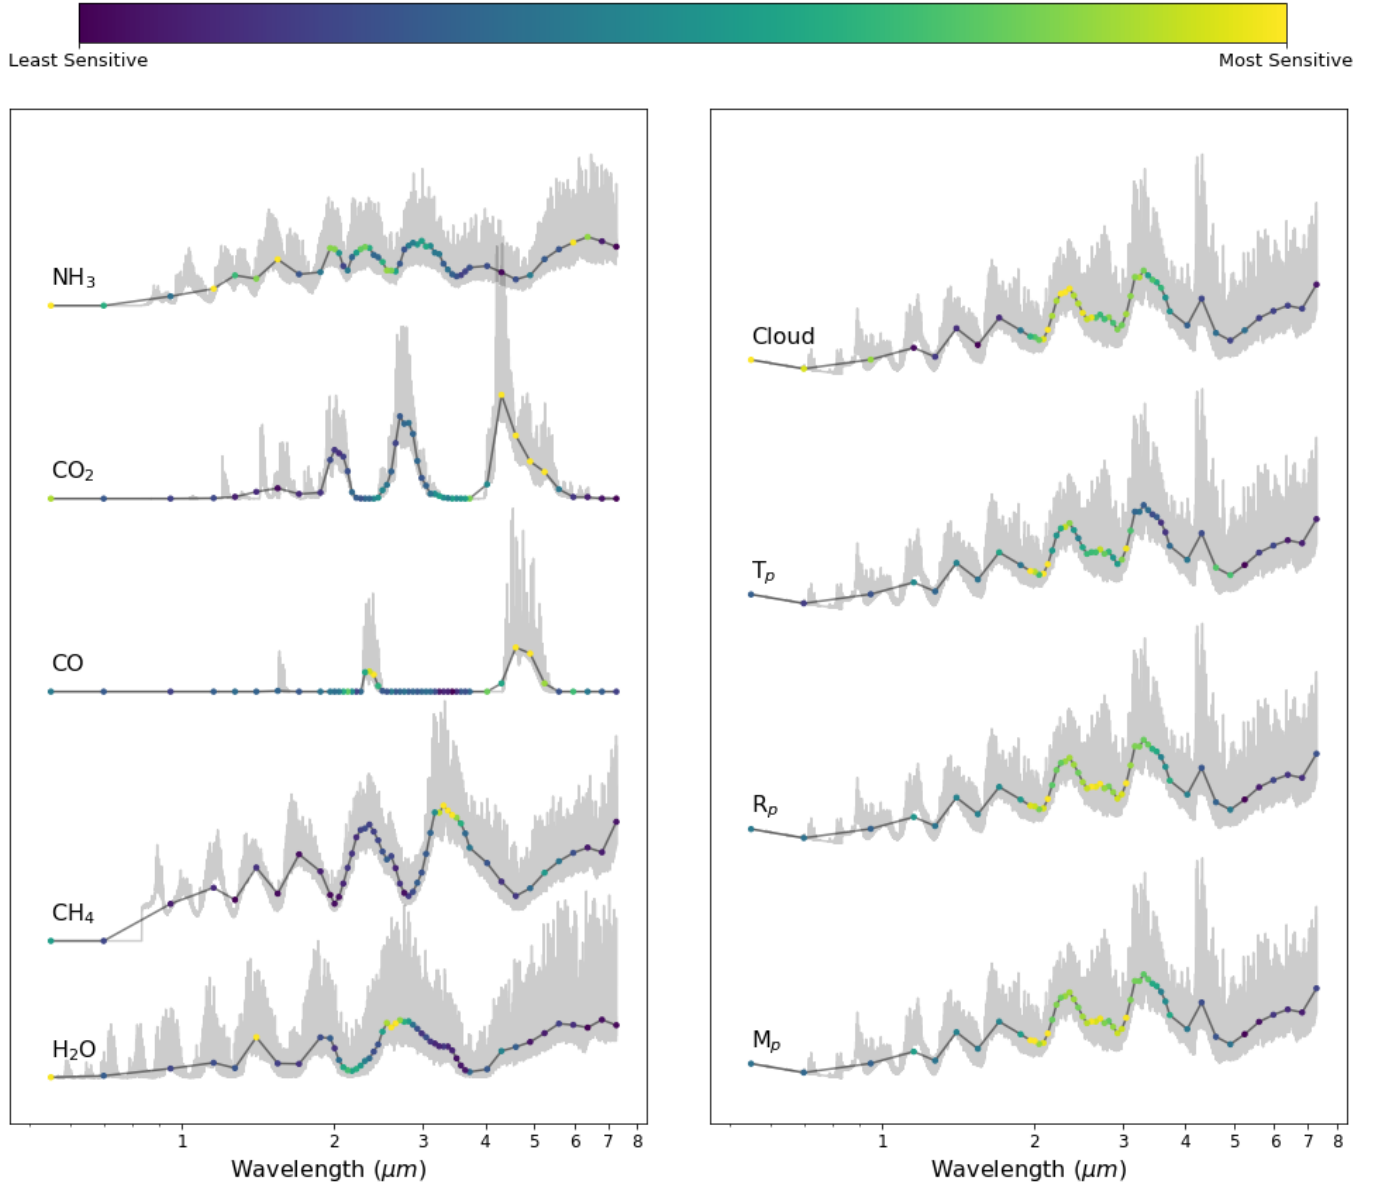 Least Sensitive
Most Sensitive
NH₃
CO₂
CO
CH₄
H₂O
1 2 3 4 5 6 7 8
Wavelength (μm)
Cloud
Tₚ
Rₚ
Mₚ
1 2 3 4 5 6 7 8
Wavelength (μm)